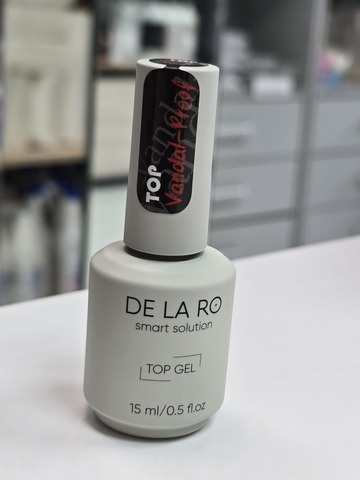 TOP
Vandal-Proof
DE LA RO
smart solution
TOP GEL
15 ml/0.5 fl.oz